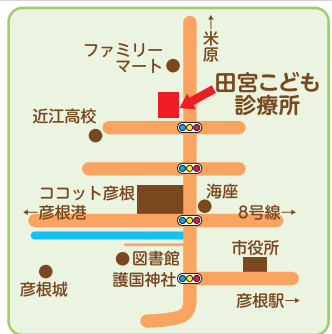 ↑米原
ファミリー
マート
田宮こども
診療所
近江高校
ココット彦根
海座
←彦根港
8号線→
図書館
市役所
護国神社
彦根城
彦根駅→